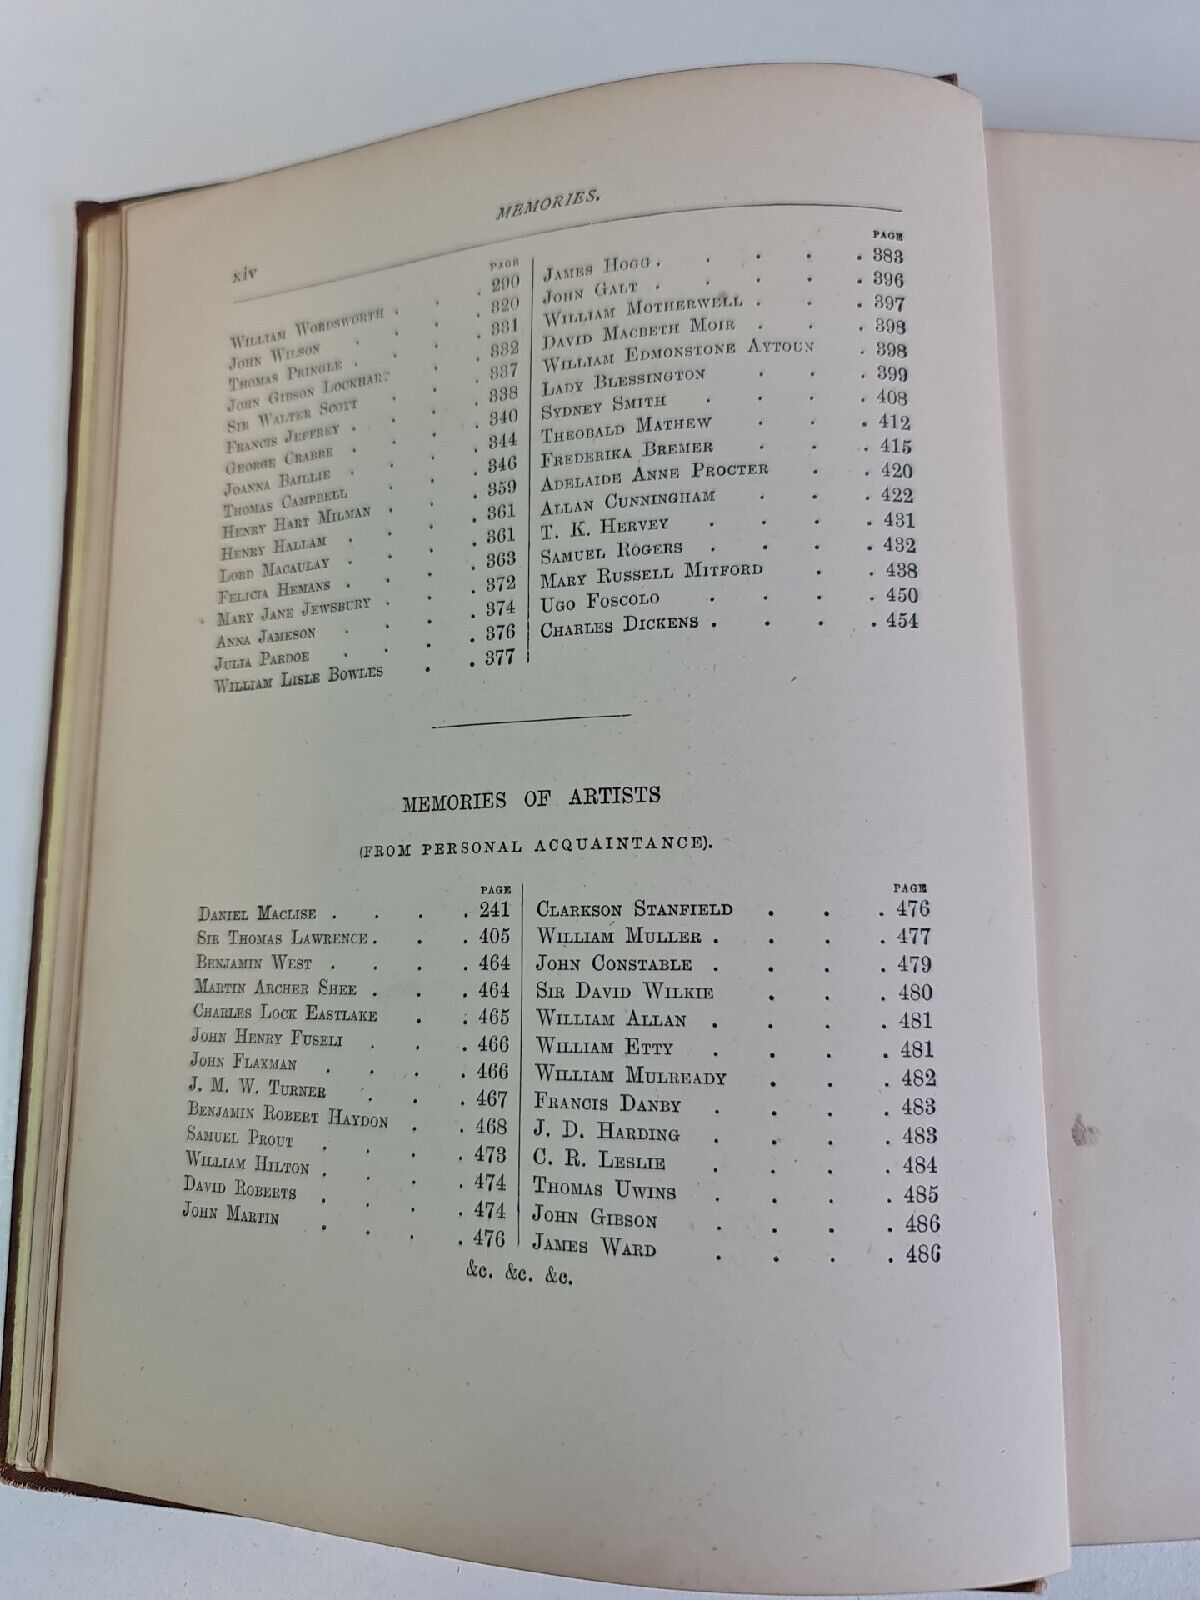 MEMORIES.
xiv
PAGE
WILLIAM WORDSWORTH . . . 290
JOHN WILSON . . . . 320
THOMAS PRINGLE . . . . 331
JOHN GIBSON LOCKHART . . 332
SIR WALTER SCOTT . . . 337
FRANCIS JEFFREY . . . . 338
GEORGE CRABBE . . . . 340
JOANNA BAILLIE . . . . 344
THOMAS CAMPBELL . . . 346
HENRY HART MILMAN . . . 359
HENRY HALLAM . . . . 361
LORD MACAULAY . . . . 361
FELICIA HEMANS . . . . 363
MARY JANE JEWSBURY . . . 372
ANNA JAMESON . . . . 374
JULIA PARDOE . . . . 376
WILLIAM LISLE BOWLES . . 377
PAGE
JAMES HOGG . . . . . 383
JOHN GALT . . . . . 396
WILLIAM MOTHERWELL . . . . 397
DAVID MACBETH MOIR . . . 398
WILLIAM EDMONSTONE AYTOUN . 398
LADY BLESSINGTON . . . 399
SYDNEY SMITH . . . . 408
THEOBALD MATHEW . . . 412
FREDERIKA BREMER . . . 415
ADELAIDE ANNE PROCTER . . 420
ALLAN CUNNINGHAM . . . 422
T. K. HERVEY . . . . 431
SAMUEL ROGERS . . . . 432
MARY RUSSELL MITFORD . . 438
UGO FOSCOLO . . . . 450
CHARLES DICKENS . . . . 454
MEMORIES OF ARTISTS
(FROM PERSONAL ACQUAINTANCE).
PAGE
DANIEL MACLISE . . . . 241
SIR THOMAS LAWRENCE . . . 405
BENJAMIN WEST . . . . 464
MARTIN ARCHER SHEE . . . 464
CHARLES LOCK EASTLAKE . . 465
JOHN HENRY FUSELI . . . 466
JOHN FLAXMAN . . . . 466
J. M. W. TURNER . . . 467
BENJAMIN ROBERT HAYDON . . 468
SAMUEL PROUT . . . . 473
WILLIAM HILTON . . . . 474
DAVID ROBERTS . . . . 474
JOHN MARTIN . . . . 476
PAGE
CLARKSON STANFIELD . . . 476
WILLIAM MULLER . . . . 477
JOHN CONSTABLE . . . . 479
SIR DAVID WILKIE . . . 480
WILLIAM ALLAN . . . . 481
WILLIAM ETTY . . . . 481
WILLIAM MULREADY . . . 482
FRANCIS DANBY . . . . 483
J. D. HARDING . . . . 483
C. R. LESLIE . . . . 484
THOMAS UWINS . . . . 485
JOHN GIBSON . . . . 486
JAMES WARD . . . . 486
&c. &c. &c.